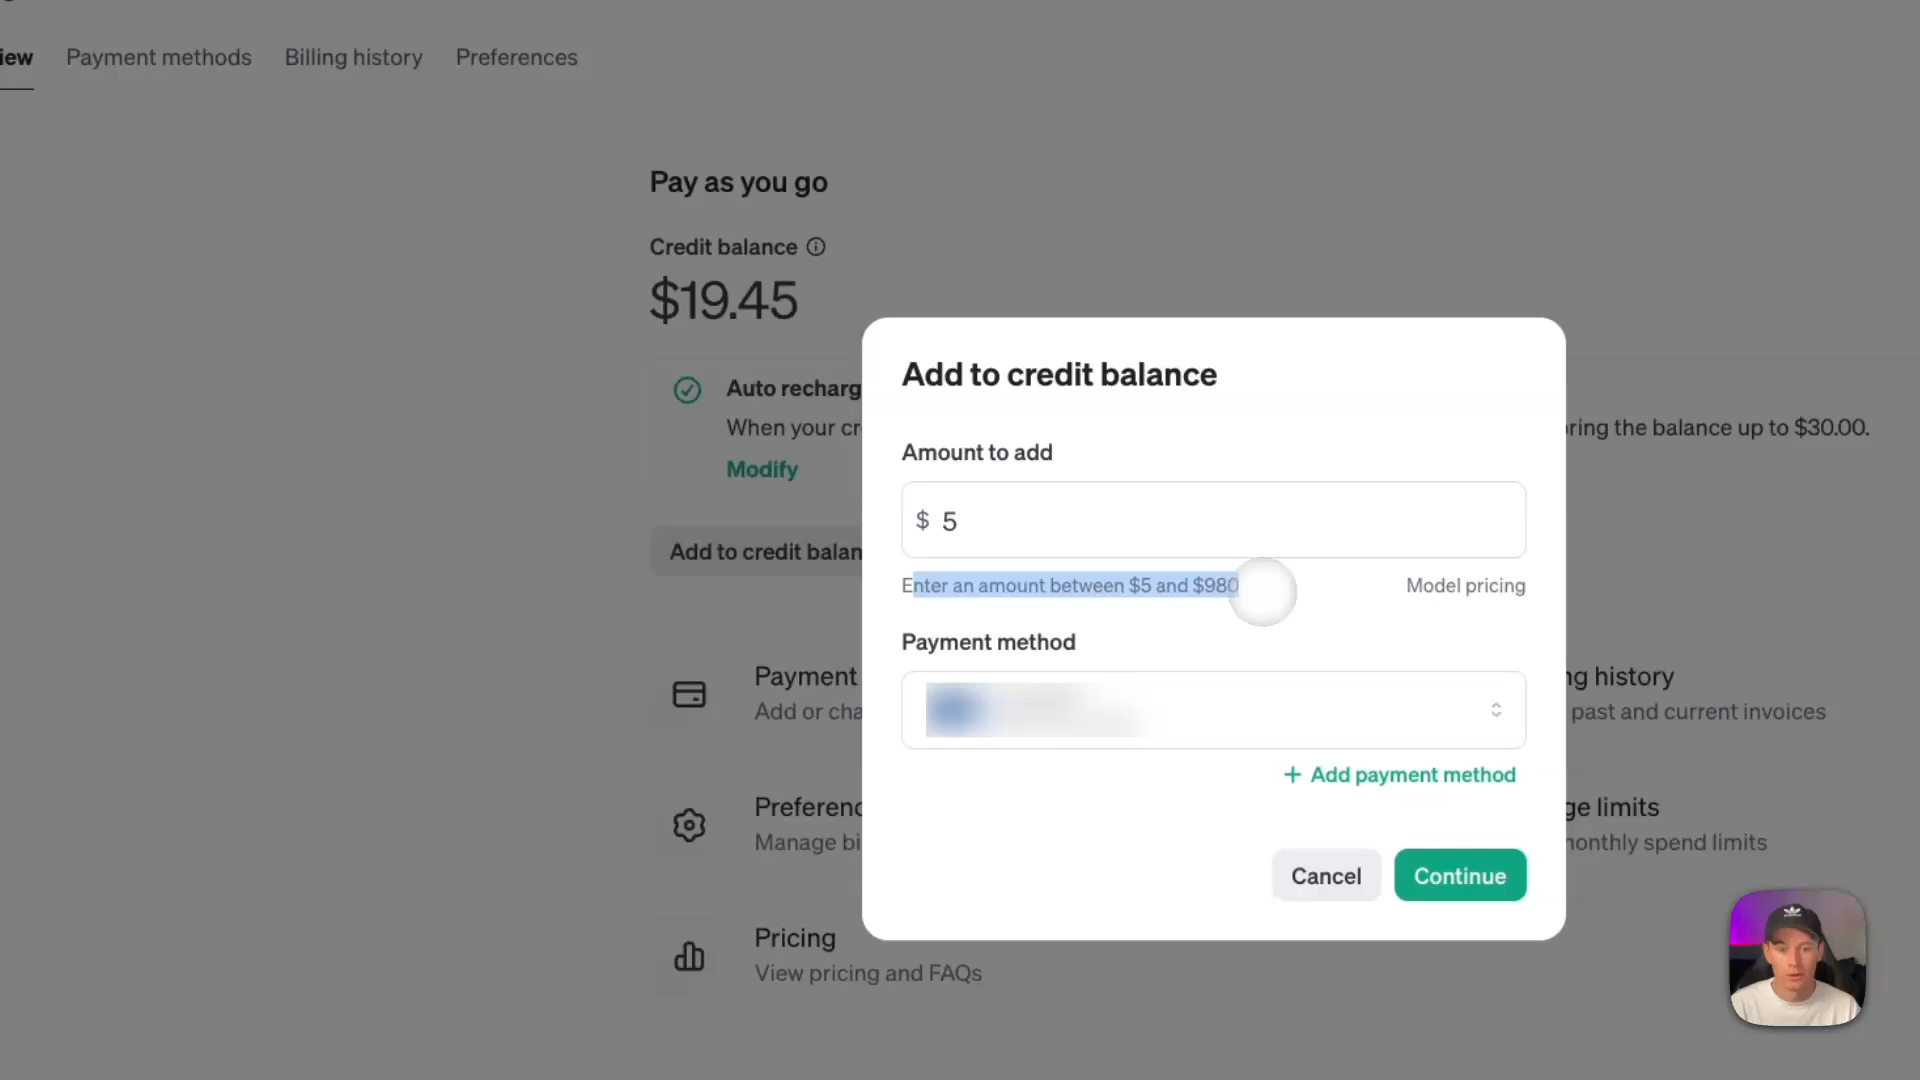 iew Payment methods Billing history Preferences
Pay as you go
Credit balance
$19.45
Auto recharg
When your cr
ring the balance up to $30.00.
Modify
Add to credit balan
Add to credit balance
Amount to add
$ 5
Enter an amount between $5 and $980
Model pricing
Payment method
+ Add payment method
Cancel
Continue
Payment
Add or cha
ng history
past and current invoices
Preferenc
Manage bi
ge limits
monthly spend limits
Pricing
View pricing and FAQs